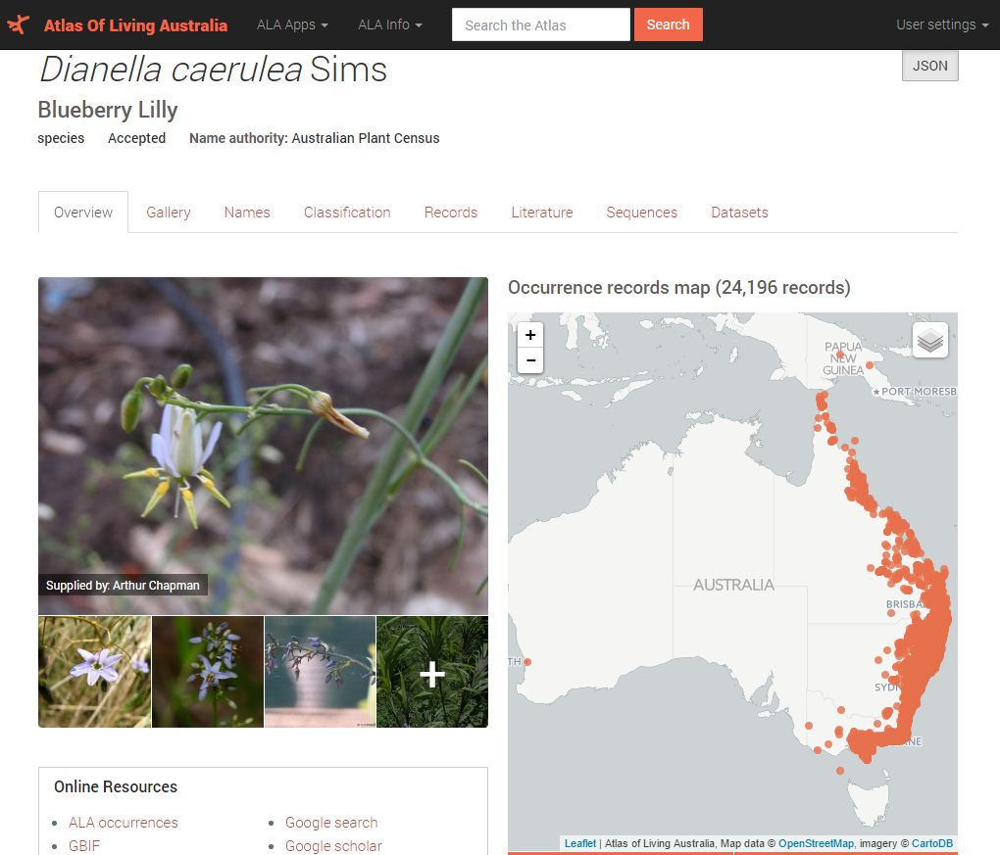 Atlas Of Living Australia
ALA Apps
ALA Info
Search the Atlas
Search
User settings
Dianella caerulea Sims
JSON
Blueberry Lilly
species Accepted Name authority: Australian Plant Census
Overview Gallery Names Classification Records Literature Sequences Datasets
Supplied by: Arthur Chapman
Occurrence records map (24,196 records)
+
−
PAPUA
NEW
GUINEA
PORT MORESB
AUSTRALIA
BRISBA
TH
SYD
NE
Leaflet | Atlas of Living Australia, Map data © OpenStreetMap, imagery © CartoDB
Online Resources
ALA occurrences
GBIF
Google search
Google scholar